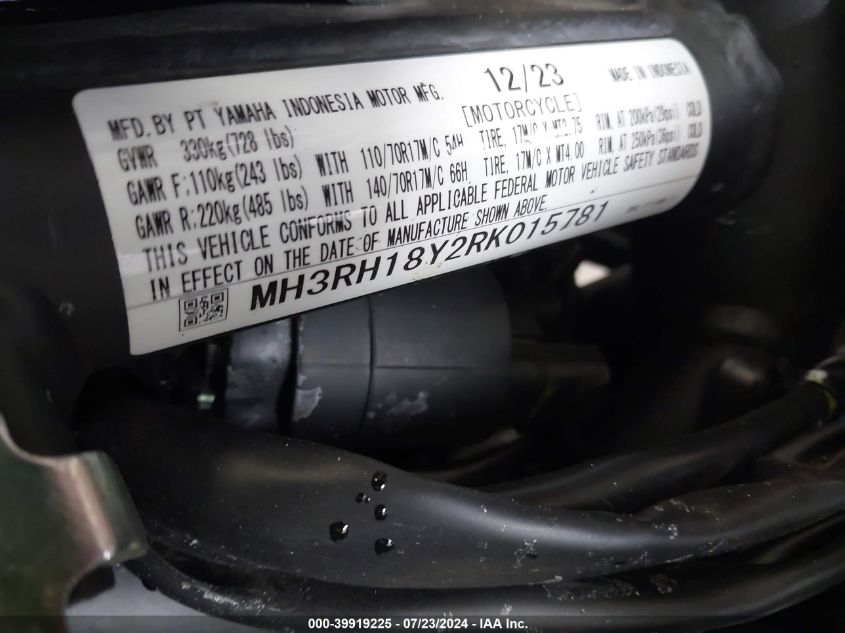 MFD. BY PT YAMAHA INDONESIA MOTOR MFG. 12/23 MADE IN INDONESIA
GVWR 330kg(728 lbs) [MOTORCYCLE]
GAWR F:110kg(243 lbs) WITH 110/70R17M/C 54H TIRE, 17M/C X MT2.75 RIM, AT 200kPa(29psi) COLD
GAWR R:220kg(485 lbs) WITH 140/70R17M/C 66H TIRE, 17M/C X MT4.00 RIM, AT 250kPa(36psi) COLD
THIS VEHICLE CONFORMS TO ALL APPLICABLE FEDERAL MOTOR VEHICLE SAFETY STANDARDS
IN EFFECT ON THE DATE OF MANUFACTURE SHOWN ABOVE.
MH3RH18Y2RK015781
000-39919225 - 07/23/2024 - IAA Inc.